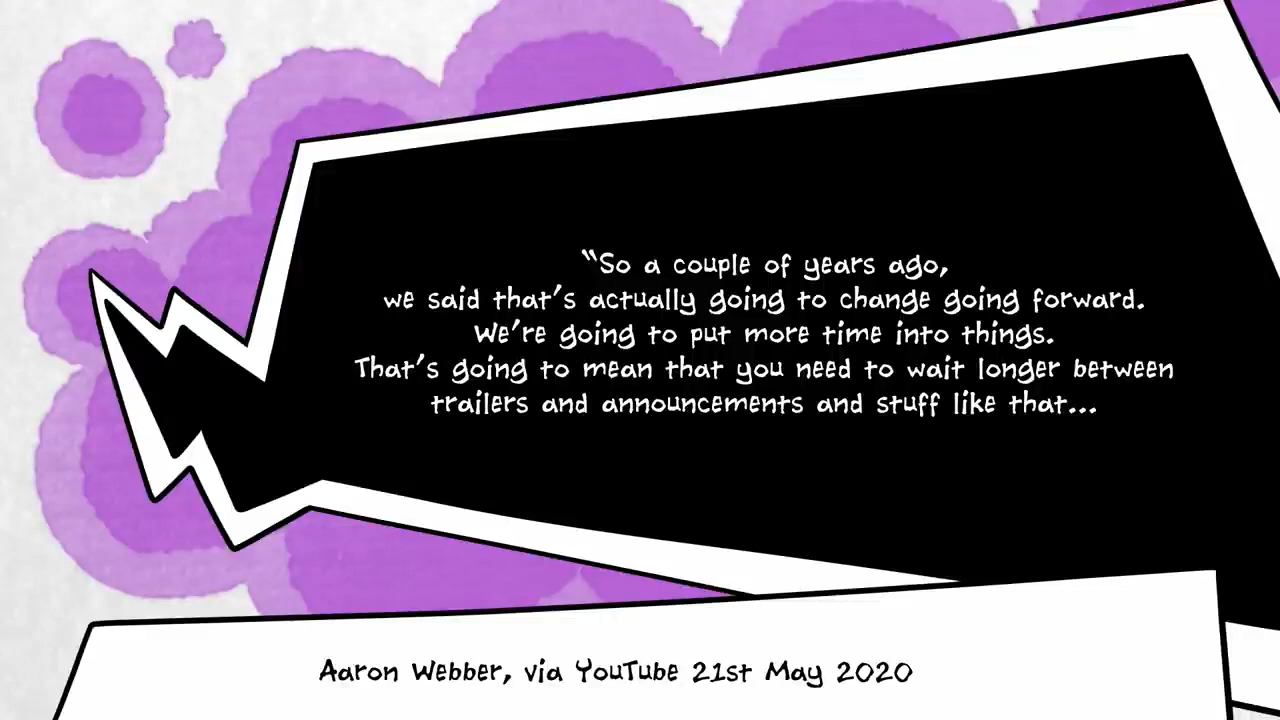 “So a couple of years ago,
we said that's actually going to change going forward.
We're going to put more time into things.
That's going to mean that you need to wait longer between
trailers and announcements and stuff like that...
Aaron Webber, via YouTube 21st May 2020